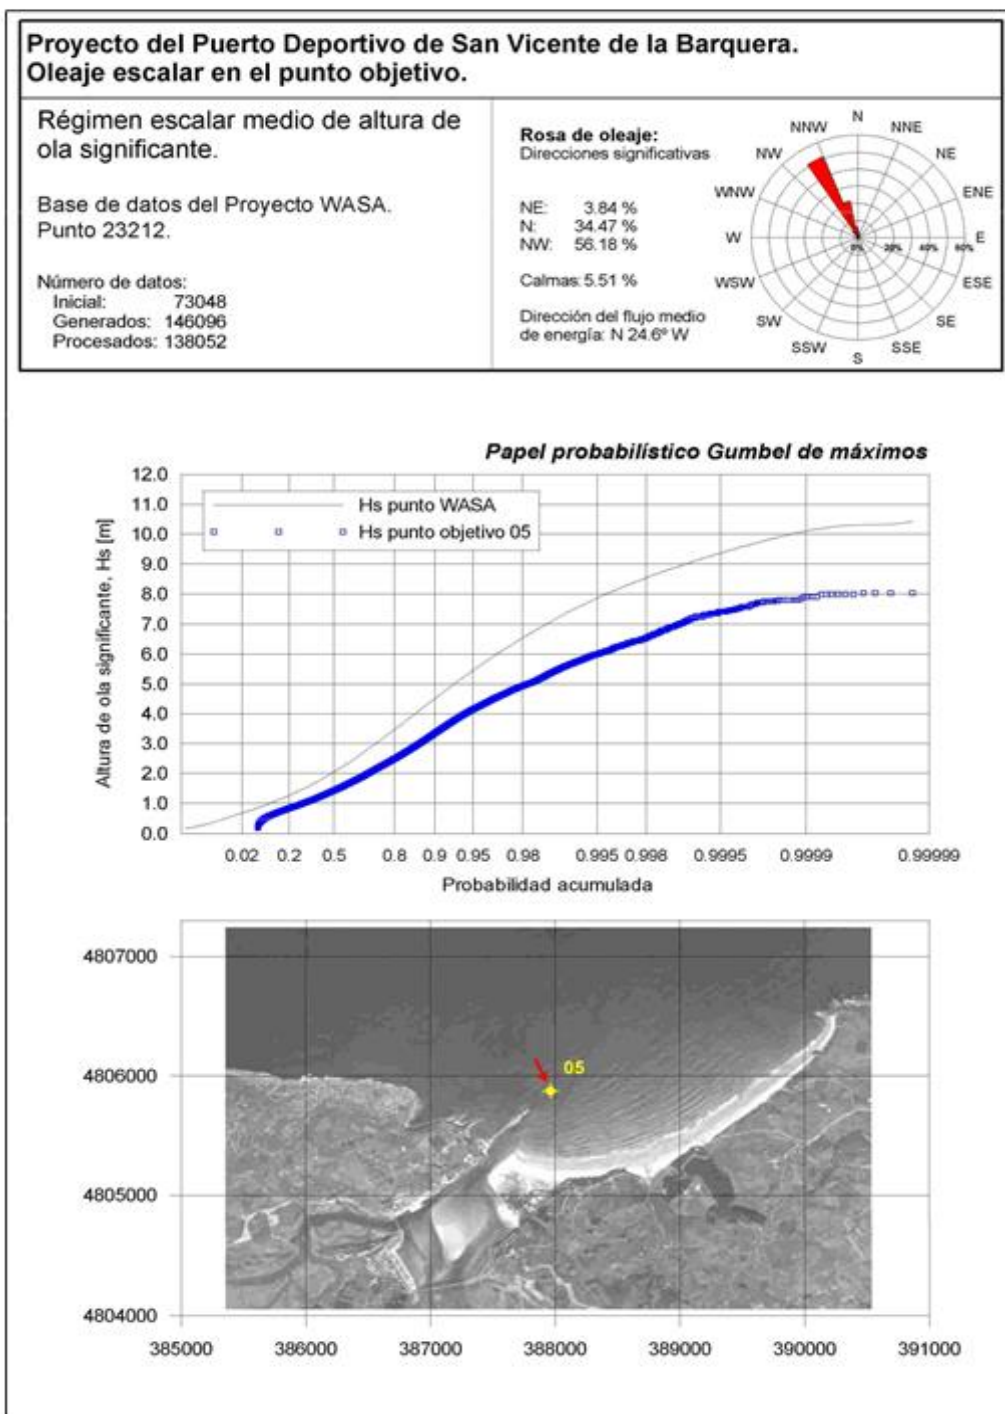 Proyecto del Puerto Deportivo de San Vicente de la Barquera.
Oleaje escalar en el punto objetivo.
Régimen escalar medio de altura de
ola significante.
Base de datos del Proyecto WASA.
Punto 23212.
Número de datos:
Inicial: 73048
Generados: 146096
Procesados: 138052
Rosa de oleaje:
Direcciones significativas
NE: 3.84 %
N: 34.47 %
NW: 56.18 %
Calmas: 5.51 %
Dirección del flujo medio
de energía: N 24.6º W
N
NNW NNE
NW NE
WNW ENE
W 0% 20% 40% 60% E
WSW ESE
SW SE
SSW SSE
S
Papel probabilístico Gumbel de máximos
Hs punto WASA
Hs punto objetivo 05
Altura de ola significante, Hs [m]
12.0
11.0
10.0
9.0
8.0
7.0
6.0
5.0
4.0
3.0
2.0
1.0
0.0
0.02 0.2 0.5 0.8 0.9 0.95 0.98 0.995 0.998 0.9995 0.9999 0.99999
Probabilidad acumulada
4807000
4806000
4805000
4804000
05
385000 386000 387000 388000 389000 390000 391000